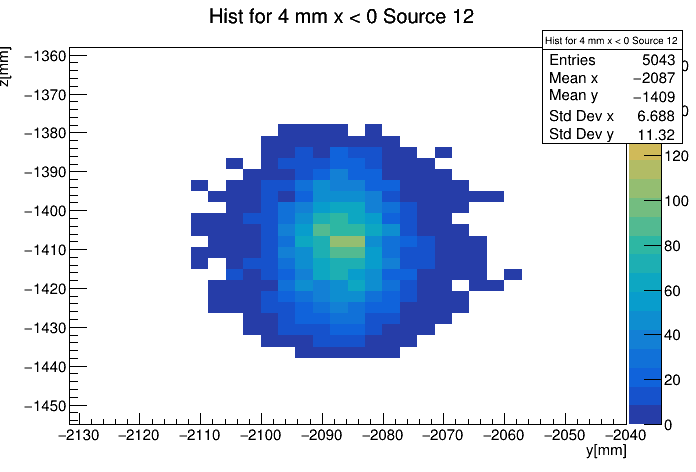 Hist for 4 mm x < 0 Source 12
z[mm]
Hist for 4 mm x < 0 Source 12
Entries 5043
Mean x −2087
Mean y −1409
Std Dev x 6.688
Std Dev y 11.32
−1360
−1370
−1380
−1390
−1400
−1410
−1420
−1430
−1440
−1450
120
100
80
60
40
20
0
−2130 −2120 −2110 −2100 −2090 −2080 −2070 −2060 −2050 −2040
y[mm]